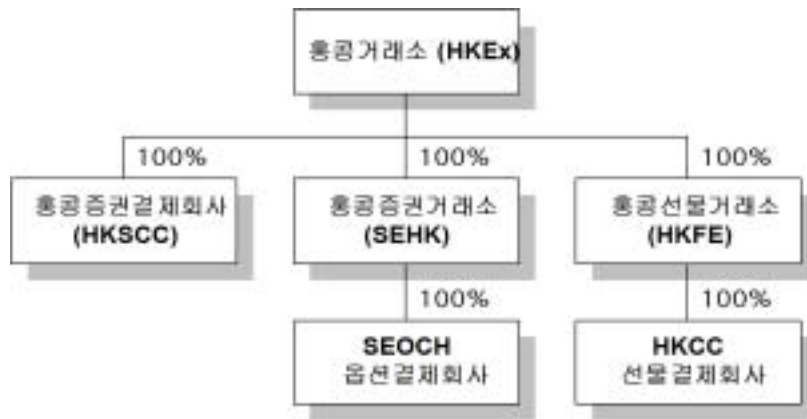 홍콩거래소 (HKEx)
100%
100%
100%
홍콩증권결제회사
(HKSCC)
홍콩증권거래소
(SEHK)
홍콩선물거래소
(HKFE)
100%
100%
SEOCH
옵션결제회사
HKCC
선물결제회사